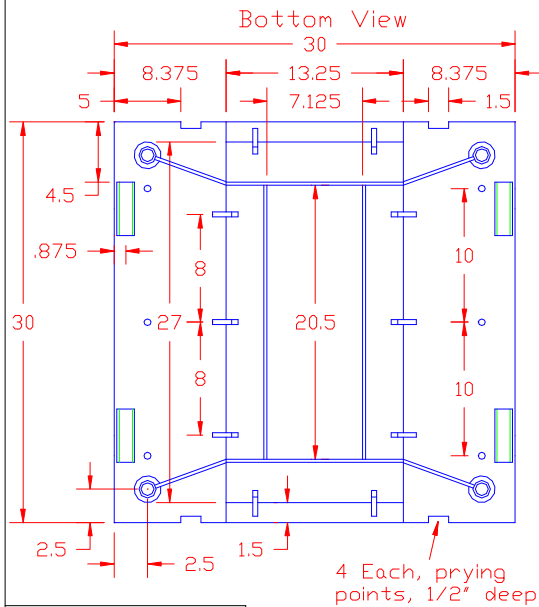 Bottom View
30
8.375 13.25 8.375
5 7.125 1.5
4.5
.875
8 10
30 27 20.5
8 10
2.5 2.5 1.5
4 Each, prying
points, 1/2" deep